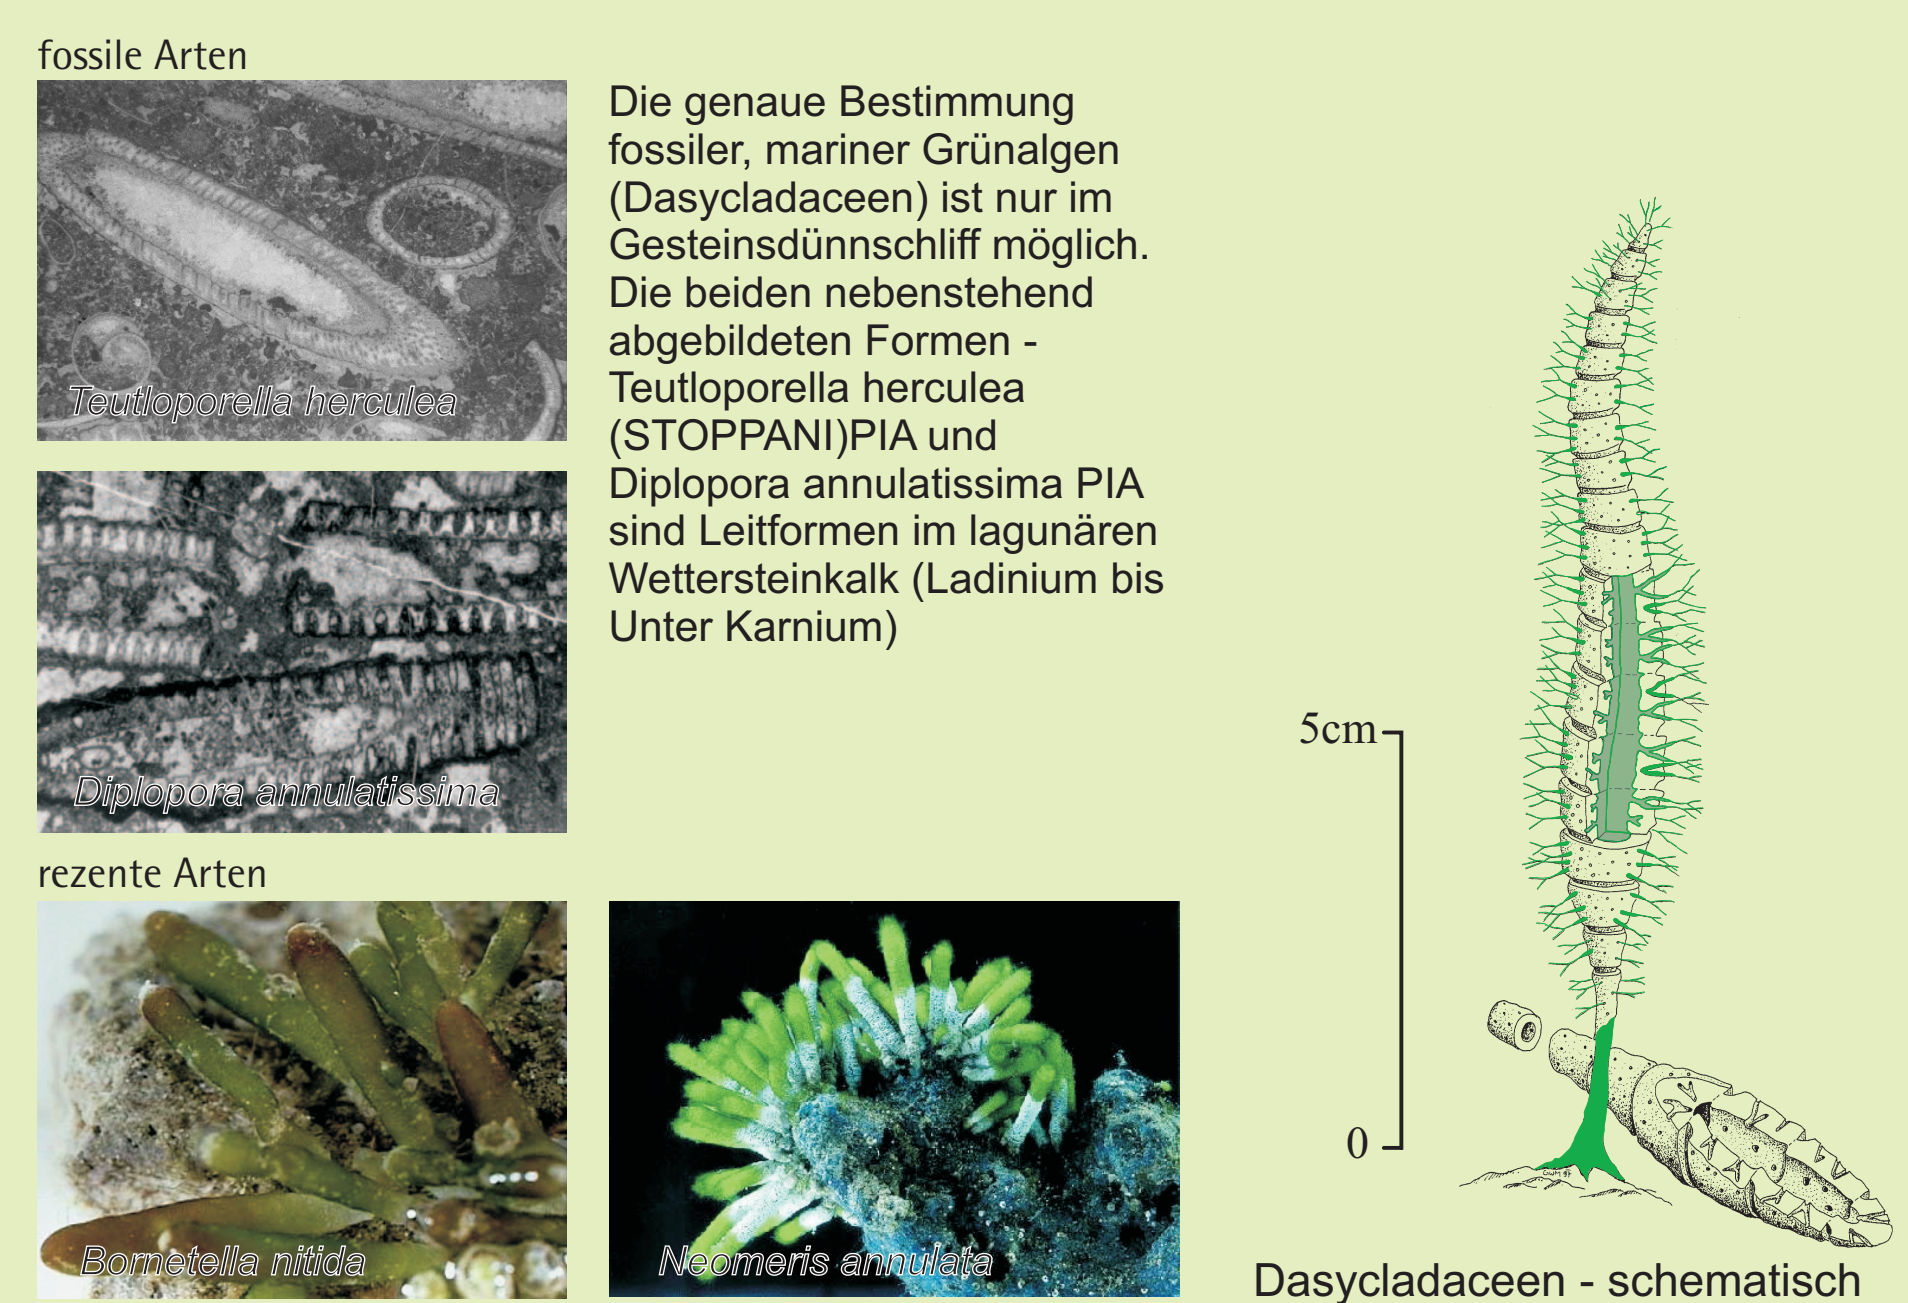 fossile Arten
Teutloporella herculea
Diplopora annulatissima
Die genaue Bestimmung
fossiler, mariner Grünalgen
(Dasycladaceen) ist nur im
Gesteinsdünnschliff möglich.
Die beiden nebenstehend
abgebildeten Formen -
Teutloporella herculea
(STOPPANI)PIA und
Diplopora annulatissima PIA
sind Leitformen im lagunären
Wettersteinkalk (Ladinium bis
Unter Karnium)
rezente Arten
Bornetella nitida
Neomeris annulata
5cm
0
GWM 97
Dasycladaceen - schematisch